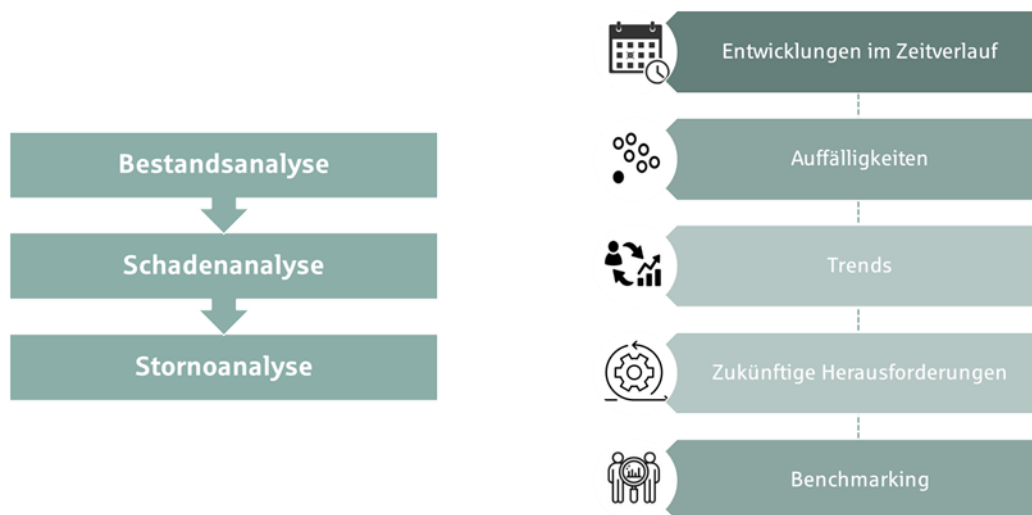 Bestandsanalyse
Schadenanalyse
Stornoanalyse
Entwicklungen im Zeitverlauf
Auffälligkeiten
Trends
Zukünftige Herausforderungen
Benchmarking